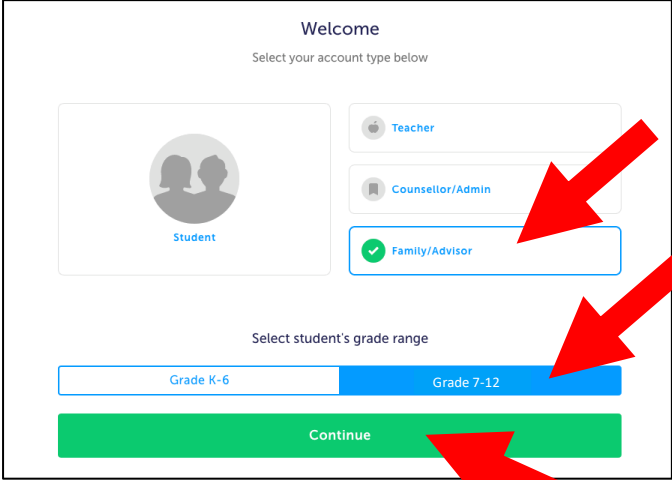 Welcome
Select your account type below
Student
Teacher
Counsellor/Admin
Family/Advisor
Select student's grade range
Grade K-6
Grade 7-12
Continue